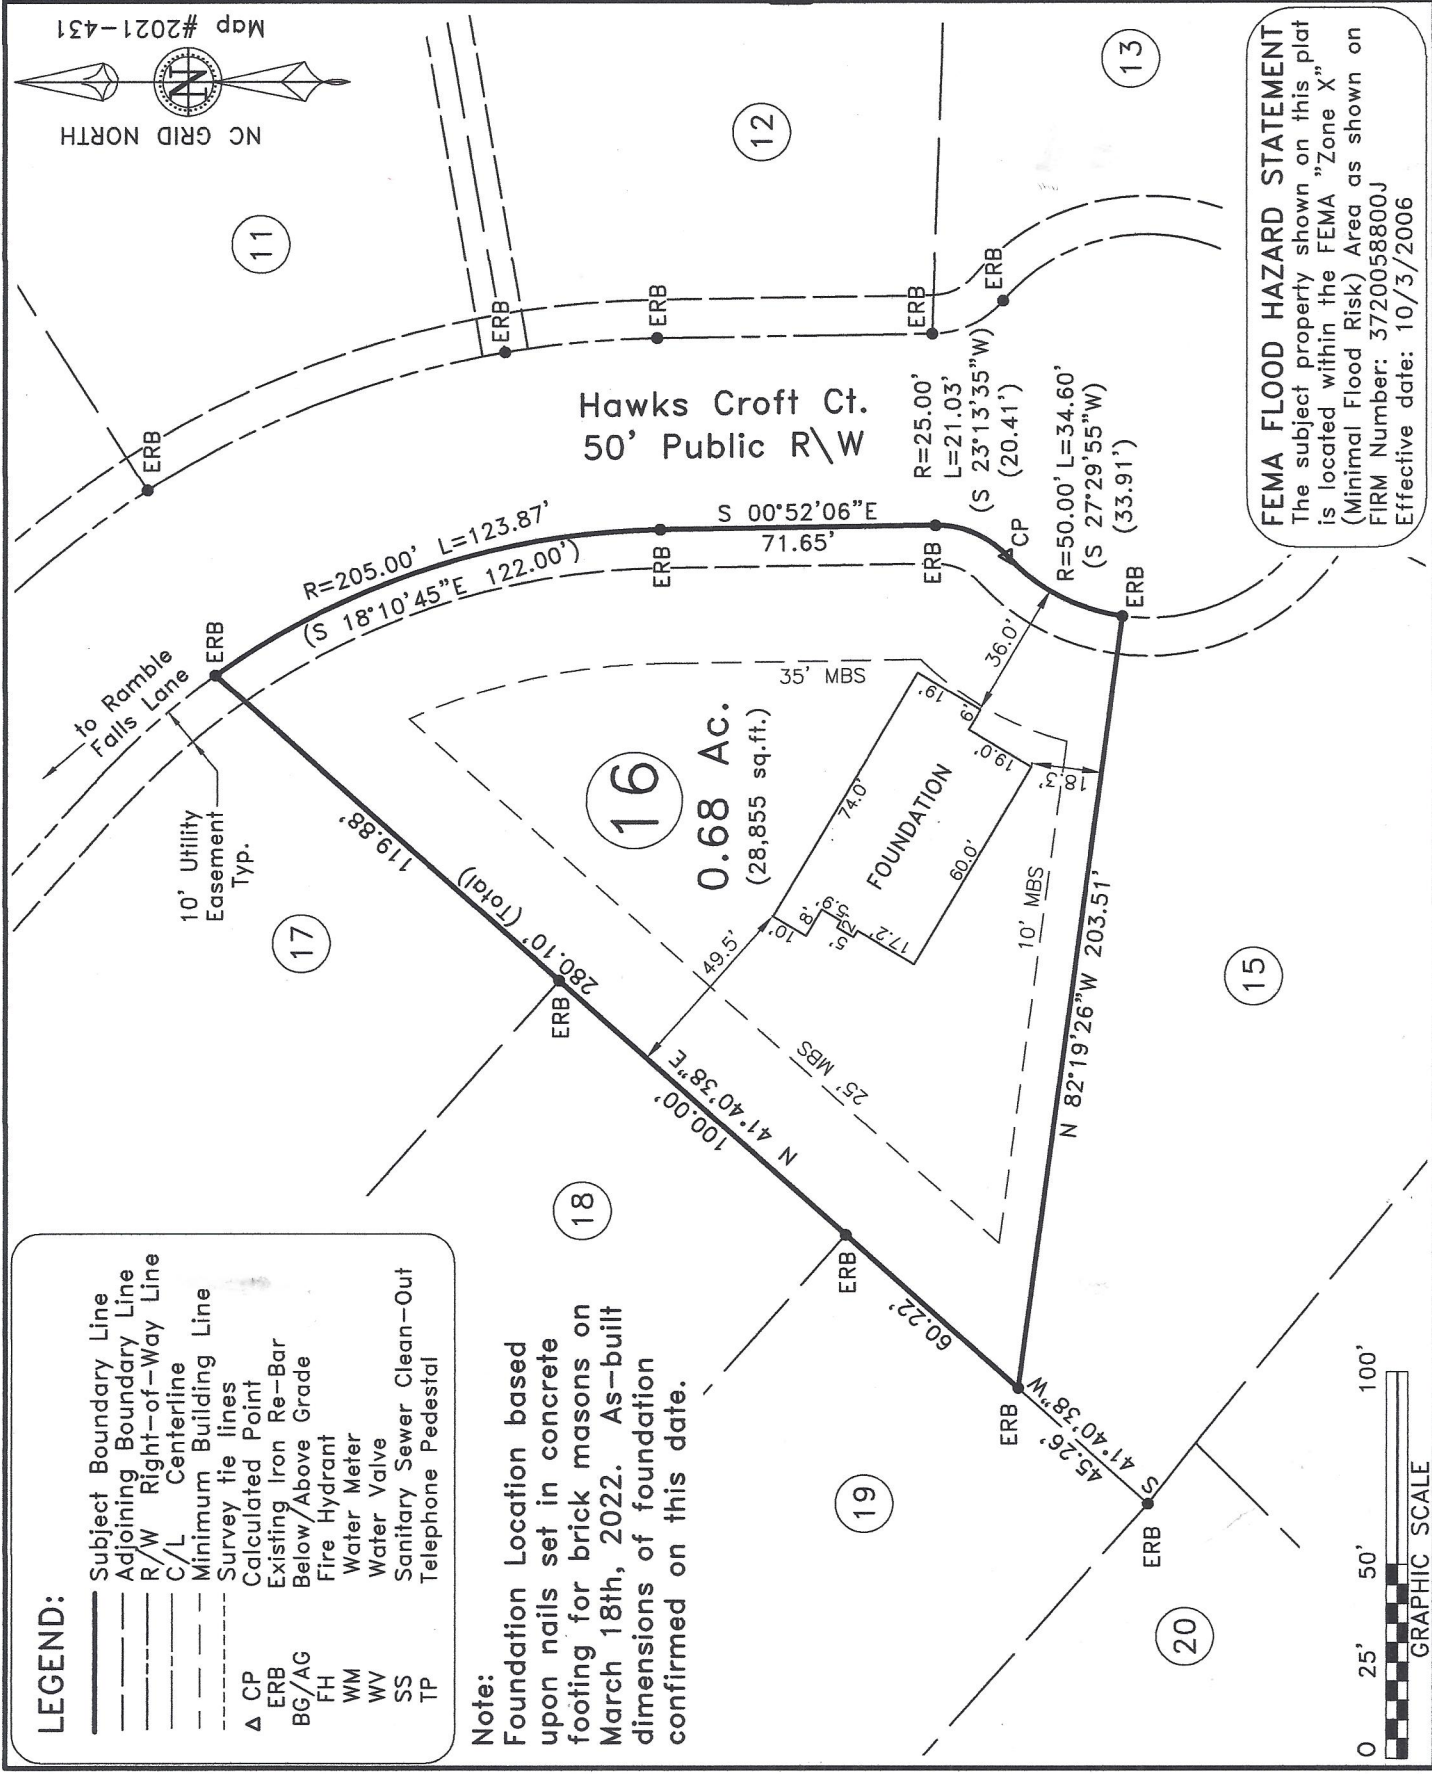 LEGEND:
Subject Boundary Line
Adjoining Boundary Line
R/W Right-of-Way Line
C/L Centerline
Minimum Building Line
Survey tie lines
CP Calculated Point
ERB Existing Iron Re-Bar
BG/AG Below/Above Grade
FH Fire Hydrant
WM Water Meter
WV Water Valve
SS Sanitary Sewer Clean-Out
TP Telephone Pedestal
Note:
Foundation Location based
upon nails set in concrete
footing for brick masons on
March 18th, 2022. As-built
dimensions of foundation
confirmed on this date.
NC GRID NORTH
N
Map #2021-431
11
12
13
17
18
19
20
15
to Ramble
Falls Lane
10' Utility
Easement
Typ.
ERB
ERB
ERB
ERB
ERB
ERB
ERB
ERB
ERB
ERB
ERB
ERB
ERB
ERB
Hawks Croft Ct.
50' Public R\W
R=205.00' L=123.87'
(S 18°10'45"E 122.00')
S 00°52'06"E
71.65'
R=25.00'
L=21.03'
(S 23°13'35"W)
(20.41')
CP
R=50.00' L=34.60'
(S 27°29'55"W)
(33.91')
119.88'
280.10' (Total)
100.00'
N 41°40'38"E
60.22'
45.26'
S 41°40'38"W
N 82°19'26"W 203.51'
35' MBS
25' MBS
10' MBS
16
0.68 Ac.
(28,855 sq.ft.)
FOUNDATION
74.0'
19'
6'
19.0'
60.0'
17.2'
5'
2'
5.9'
8'
10'
49.5'
36.0'
18.3'
FEMA FLOOD HAZARD STATEMENT
The subject property shown on this plat
is located within the FEMA "Zone X"
(Minimal Flood Risk) Area as shown on
FIRM Number: 3720058800J
Effective date: 10/3/2006
0 25' 50' 100'
GRAPHIC SCALE